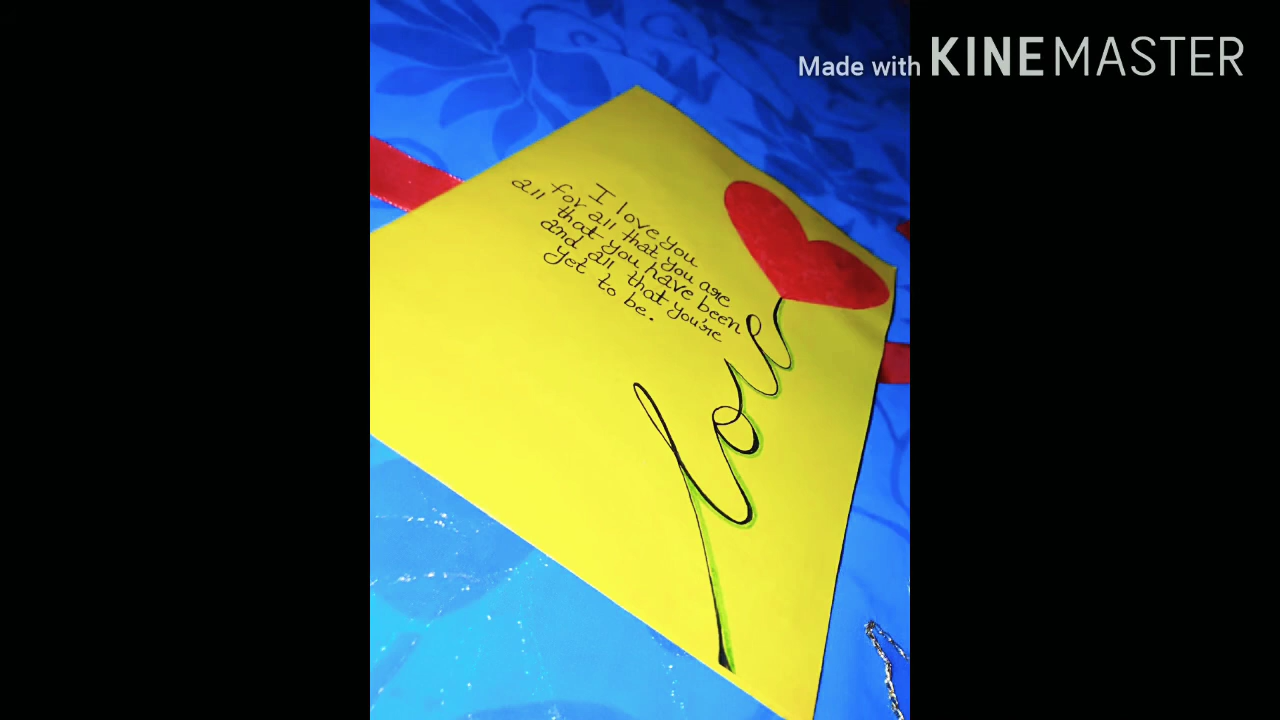 Made with KINEMASTER
I love you
for all that you are
all that you have been
and all that you're
yet to be.
love